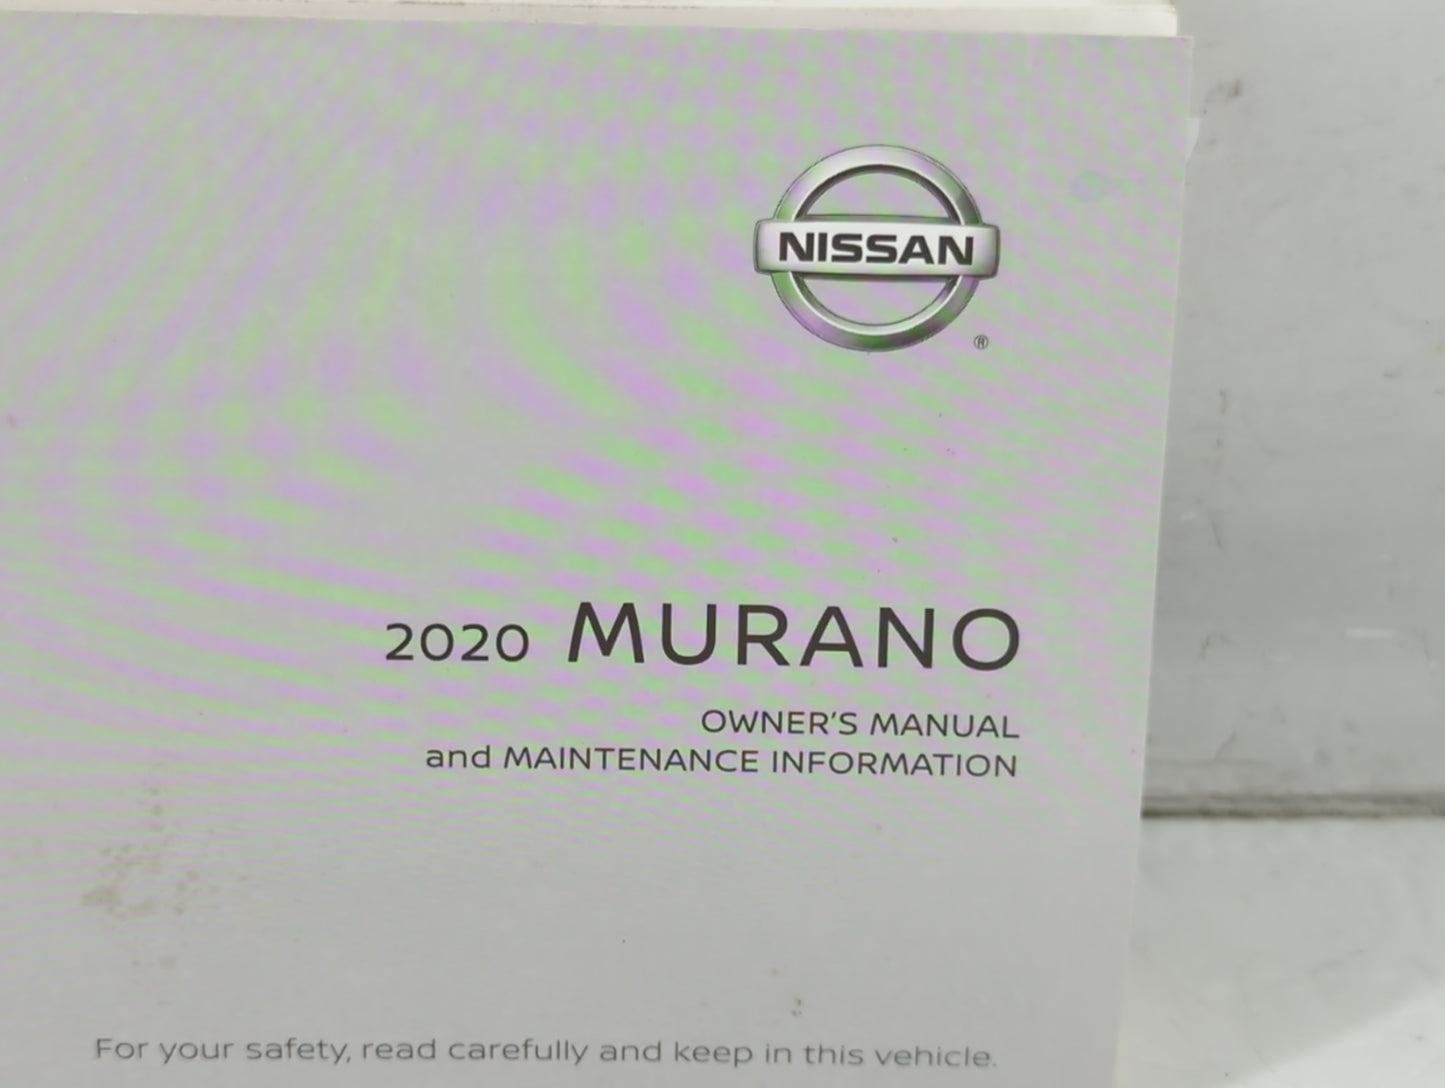 NISSAN
®
2020 MURANO
OWNER'S MANUAL
and MAINTENANCE INFORMATION
For your safety, read carefully and keep in this vehicle.